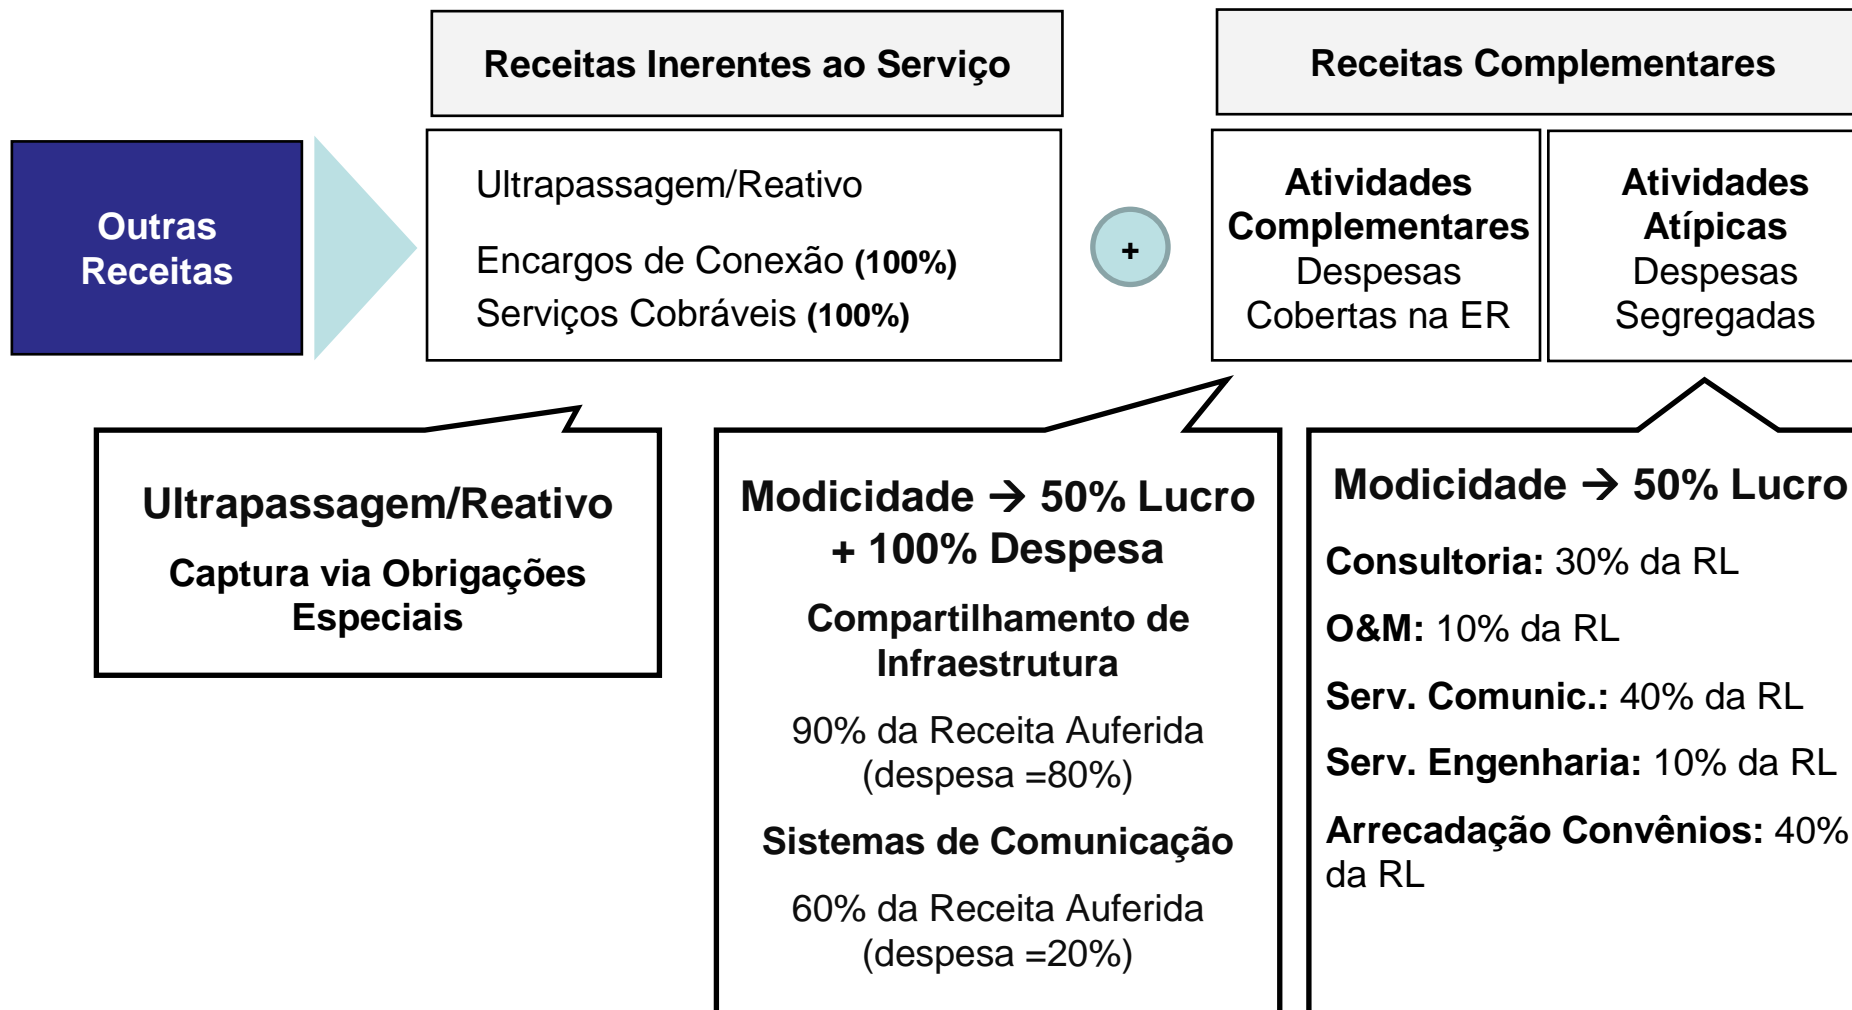 Receitas Inerentes ao Serviço
Receitas Complementares
Outras
Receitas
Ultrapassagem/Reativo
Encargos de Conexão (100%)
Serviços Cobráveis (100%)
+
Atividades
Complementares
Despesas
Cobertas na ER
Atividades
Atípicas
Despesas
Segregadas
Ultrapassagem/Reativo
Captura via Obrigações
Especiais
Modicidade → 50% Lucro
+ 100% Despesa
Compartilhamento de
Infraestrutura
90% da Receita Auferida
(despesa =80%)
Sistemas de Comunicação
60% da Receita Auferida
(despesa =20%)
Modicidade → 50% Lucro
Consultoria: 30% da RL
O&M: 10% da RL
Serv. Comunic.: 40% da RL
Serv. Engenharia: 10% da RL
Arrecadação Convênios: 40%
da RL